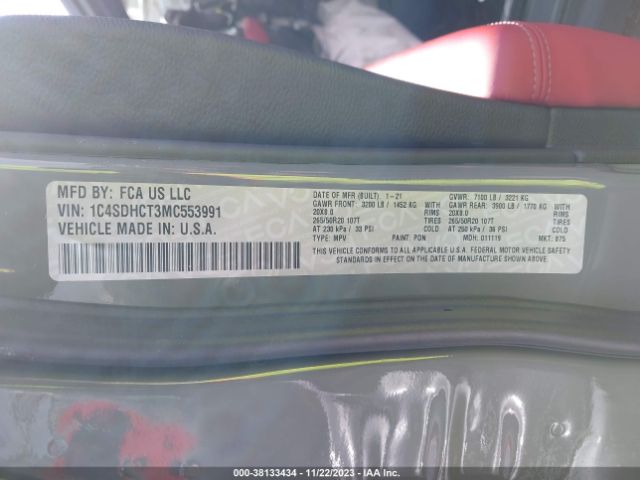 MFD BY: FCA US LLC
VIN: 1C4SDHCT3MC553991
VEHICLE MADE IN: U.S.A.
DATE OF MFR (BUILT): 1-21
GVWR: 7100 LB / 3221 KG
GAWR FRONT: 3200 LB / 1452 KG
GAWR REAR: 3900 LB / 1770 KG
20X8.0
20X8.0
265/50R20 107T TIRES
265/50R20 107T TIRES
AT 230 kPa / 33 PSI COLD
AT 250 kPa / 36 PSI COLD
TYPE: MPV PAINT: PDN MDH: 011119 MKT: 875
THIS VEHICLE CONFORMS TO ALL APPLICABLE U.S.A. FEDERAL MOTOR VEHICLE SAFETY
STANDARDS IN EFFECT ON THE DATE OF MANUFACTURE SHOWN ABOVE.
000-38133434 - 11/22/2023 - IAA Inc.